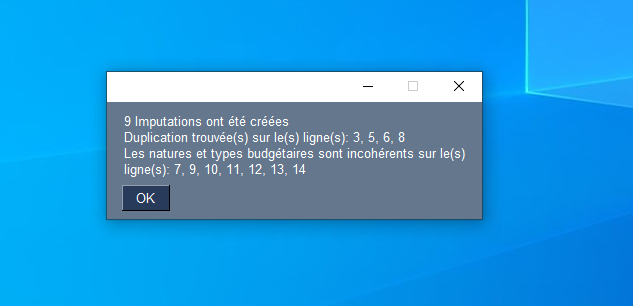 9 Imputations ont été créées
Duplication trouvée(s) sur le(s) ligne(s): 3, 5, 6, 8
Les natures et types budgétaires sont incohérents sur le(s)
ligne(s): 7, 9, 10, 11, 12, 13, 14
OK